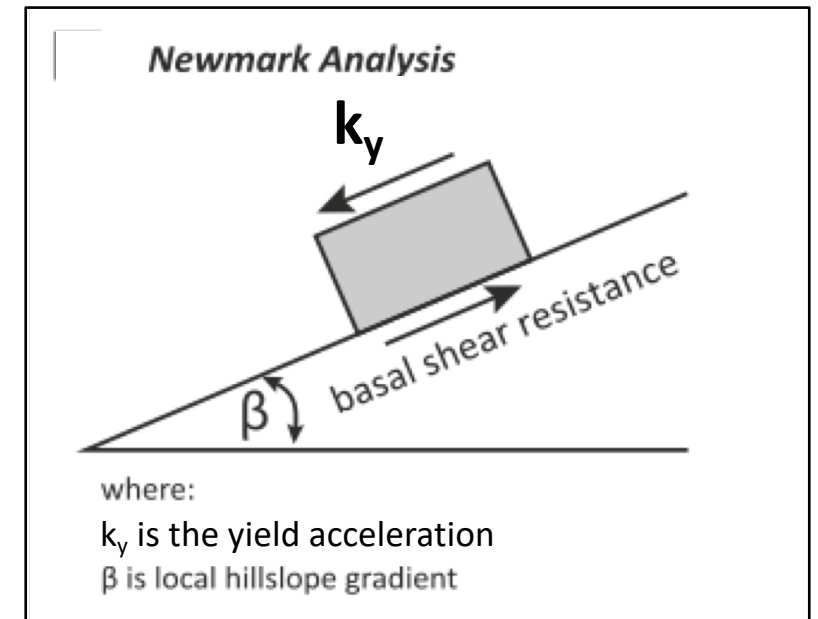 Newmark Analysis
ky
basal shear resistance
β
where:
ky is the yield acceleration
β is local hillslope gradient